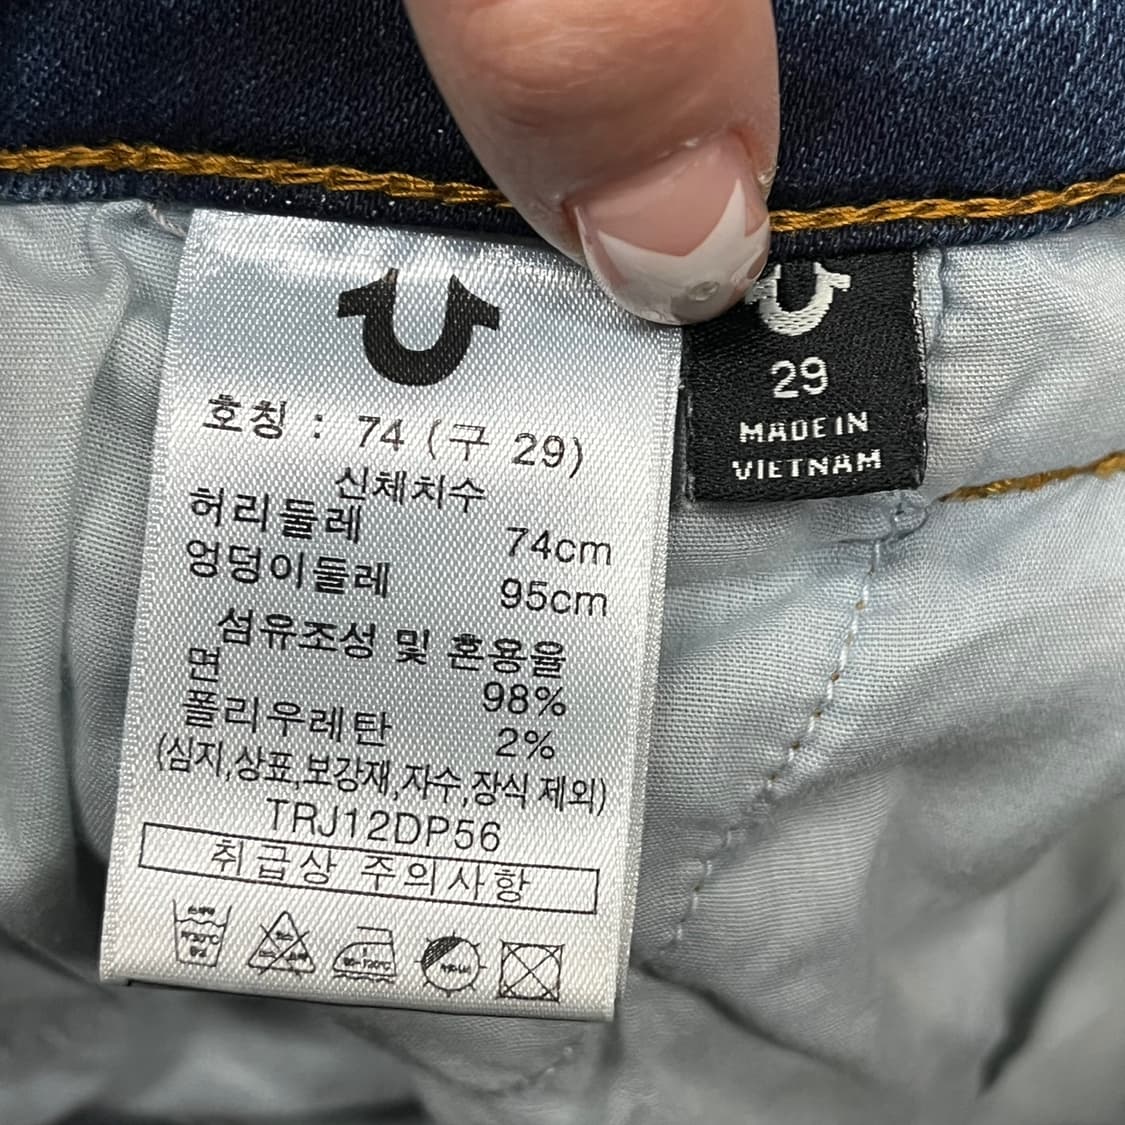 호칭 : 74 (구 29)
신체치수
허리둘레 74cm
엉덩이둘레 95cm
섬유조성 및 혼용율
면 98%
폴리우레탄 2%
(심지,상표,보강재,자수,장식 제외)
TRJ12DP56
취급상 주의사항
29
MADE IN
VIETNAM